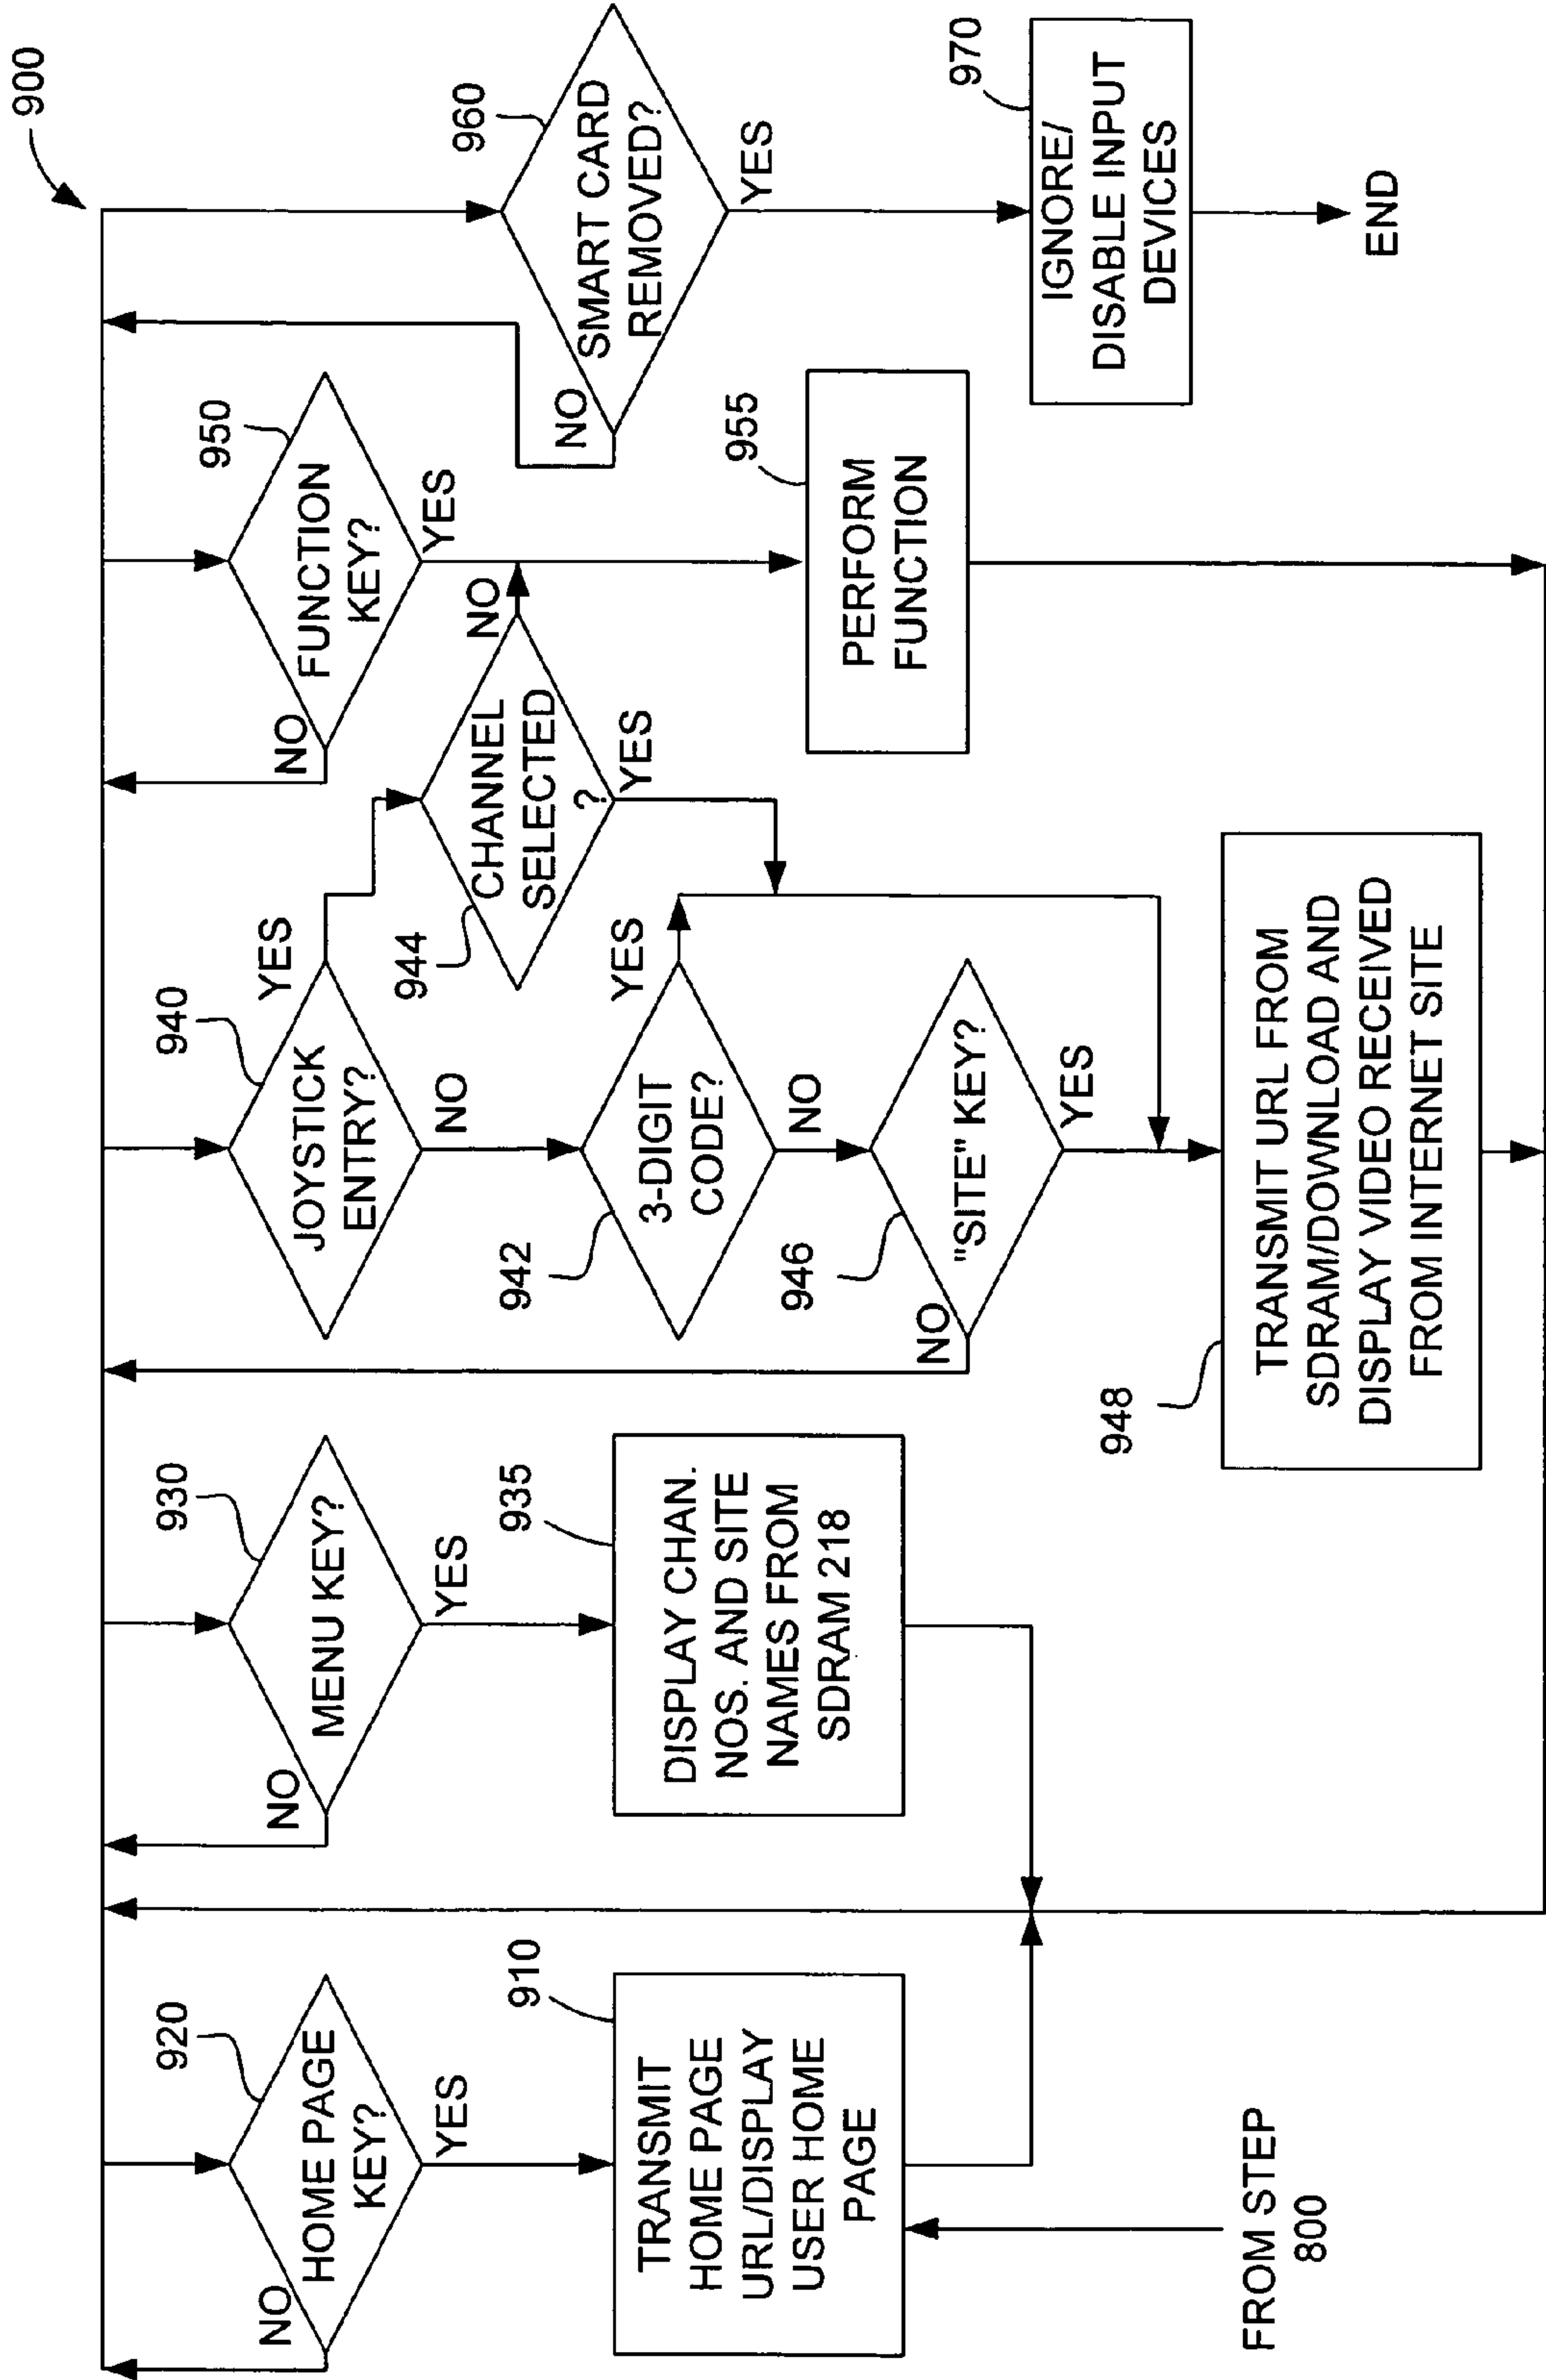 900
920
HOME PAGE
KEY?
NO
YES
910
TRANSMIT
HOME PAGE
URL/DISPLAY
USER HOME
PAGE
FROM STEP
800
930
MENU KEY?
NO
YES
935
DISPLAY CHAN.
NOS. AND SITE
NAMES FROM
SDRAM 218
940
JOYSTICK
ENTRY?
YES
NO
944
CHANNEL
SELECTED
?
NO
YES
942
3-DIGIT
CODE?
YES
NO
946
"SITE" KEY?
NO
YES
948
TRANSMIT URL FROM
SDRAM/DOWNLOAD AND
DISPLAY VIDEO RECEIVED
FROM INTERNET SITE
950
FUNCTION
KEY?
NO
YES
955
PERFORM
FUNCTION
960
SMART CARD
REMOVED?
NO
YES
970
IGNORE/
DISABLE INPUT
DEVICES
END